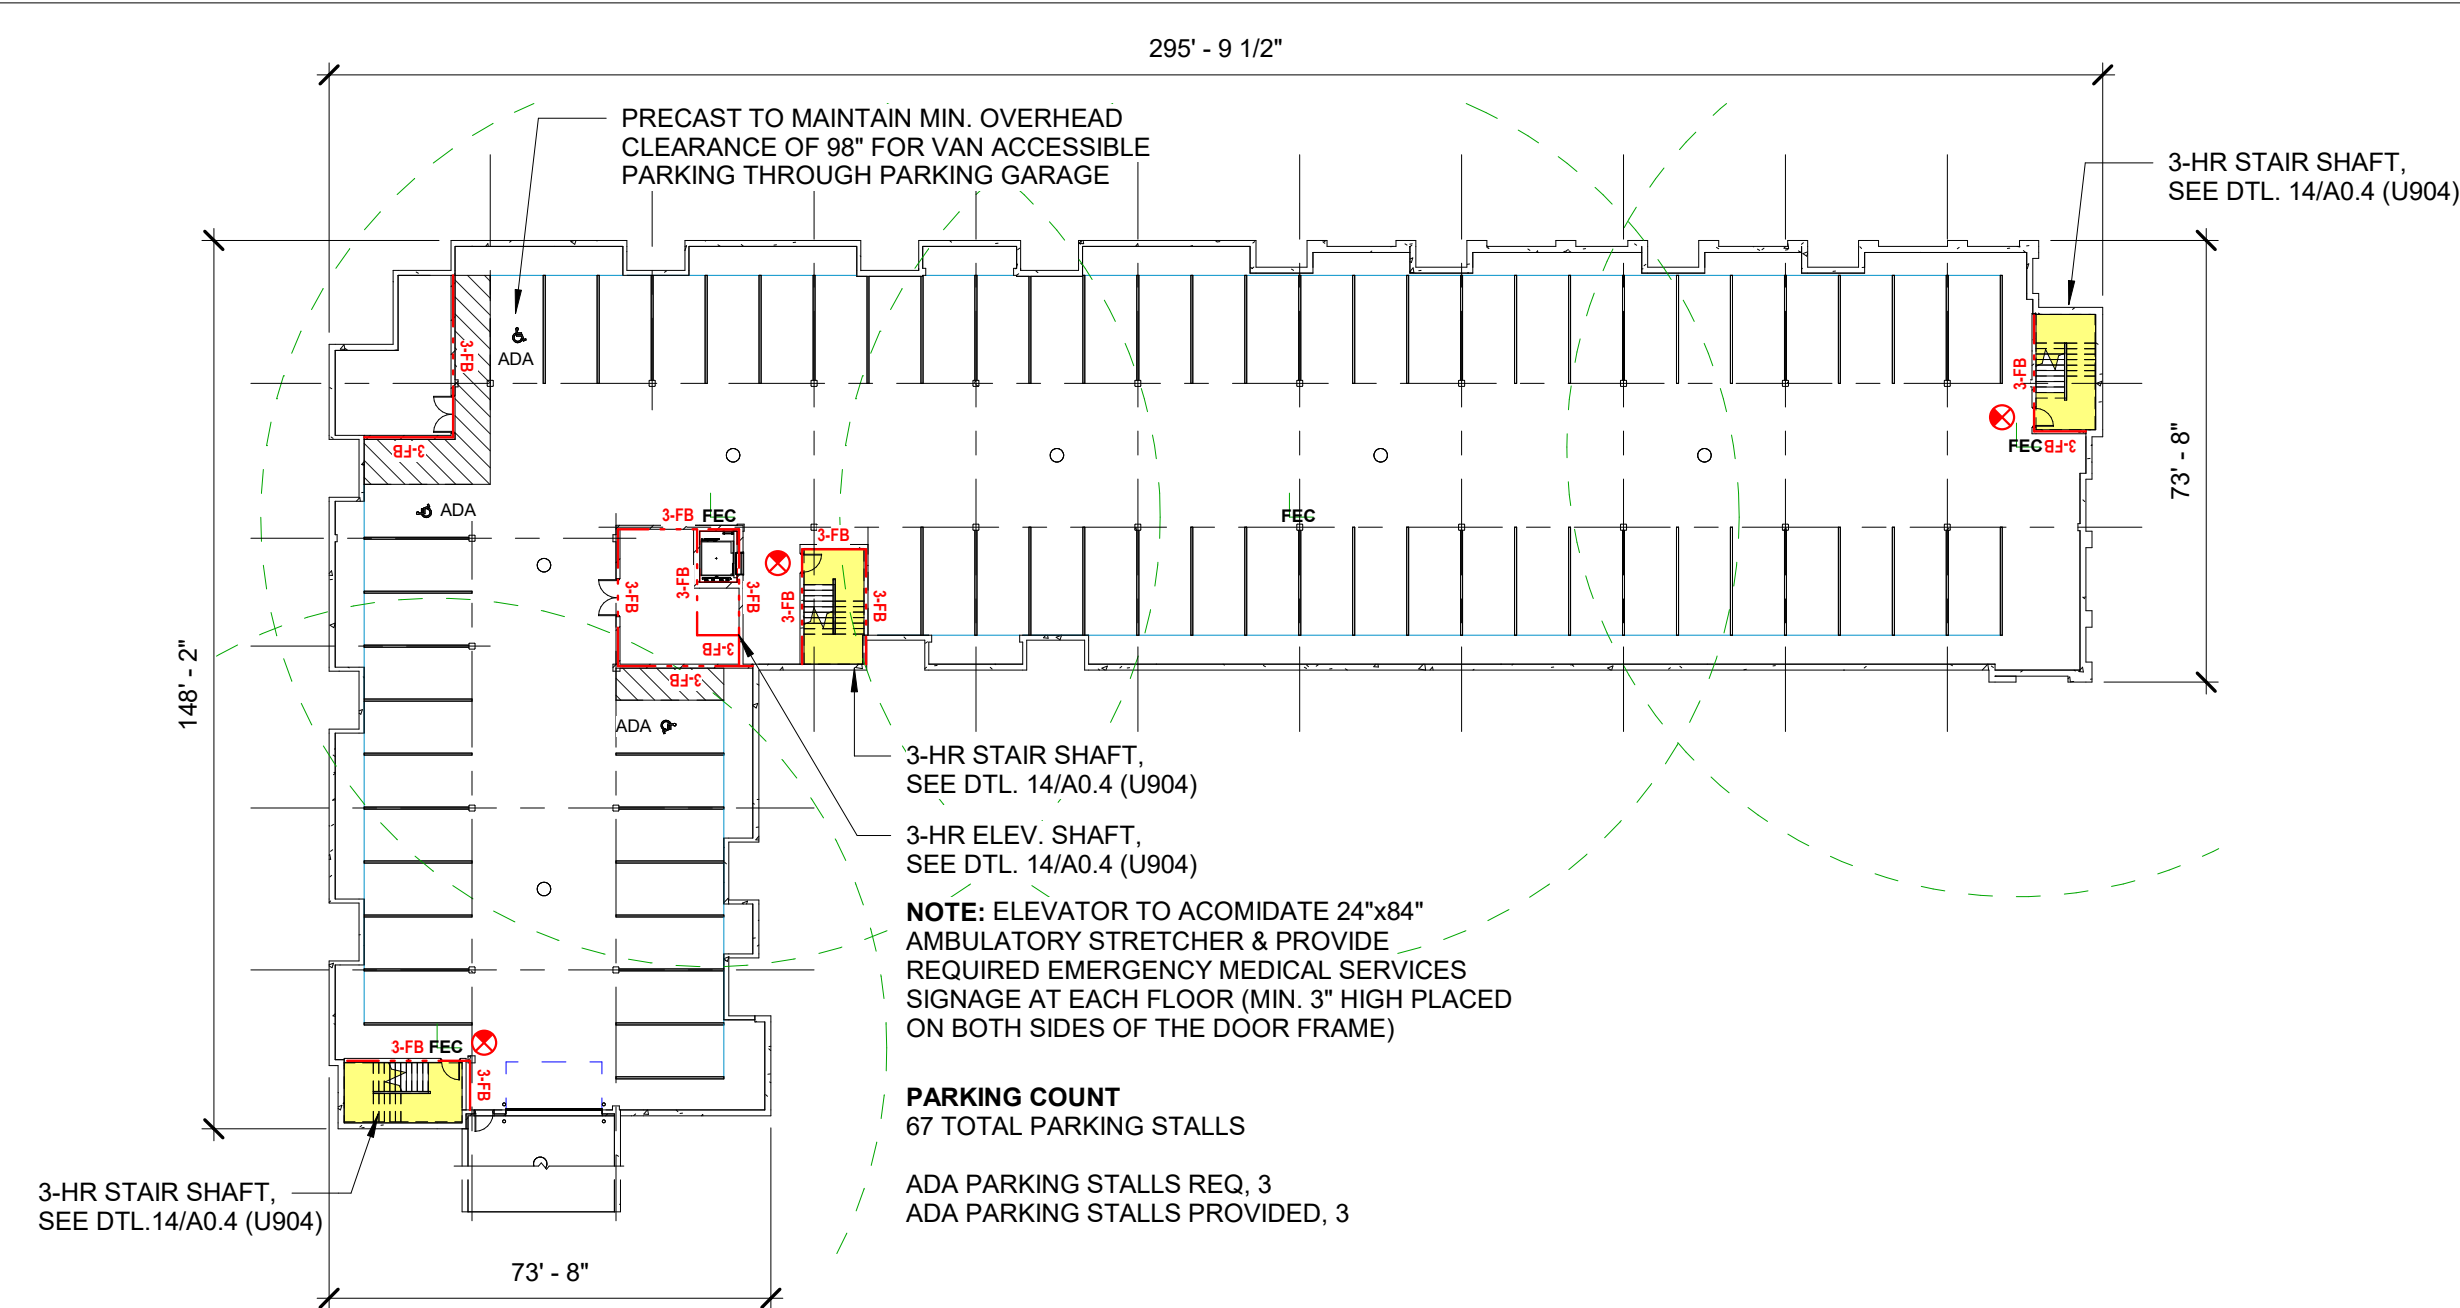 295' - 9 1/2"
PRECAST TO MAINTAIN MIN. OVERHEAD
CLEARANCE OF 98" FOR VAN ACCESSIBLE
PARKING THROUGH PARKING GARAGE
3-HR STAIR SHAFT,
SEE DTL. 14/A0.4 (U904)
3-FB
ADA
3-FB
3-FB
FEC
3-FB
73' - 8"
ADA
3-FB
FEC
FEC
3-FB
3-FB
3-FB
3-FB
3-FB
3-FB
3-FB
3-FB
148' - 2"
ADA
3-HR STAIR SHAFT,
SEE DTL. 14/A0.4 (U904)
3-HR ELEV. SHAFT,
SEE DTL. 14/A0.4 (U904)
NOTE: ELEVATOR TO ACOMIDATE 24"x84"
AMBULATORY STRETCHER & PROVIDE
REQUIRED EMERGENCY MEDICAL SERVICES
SIGNAGE AT EACH FLOOR (MIN. 3" HIGH PLACED
ON BOTH SIDES OF THE DOOR FRAME)
3-FB
FEC
3-FB
PARKING COUNT
67 TOTAL PARKING STALLS
ADA PARKING STALLS REQ, 3
ADA PARKING STALLS PROVIDED, 3
3-HR STAIR SHAFT,
SEE DTL.14/A0.4 (U904)
73' - 8"